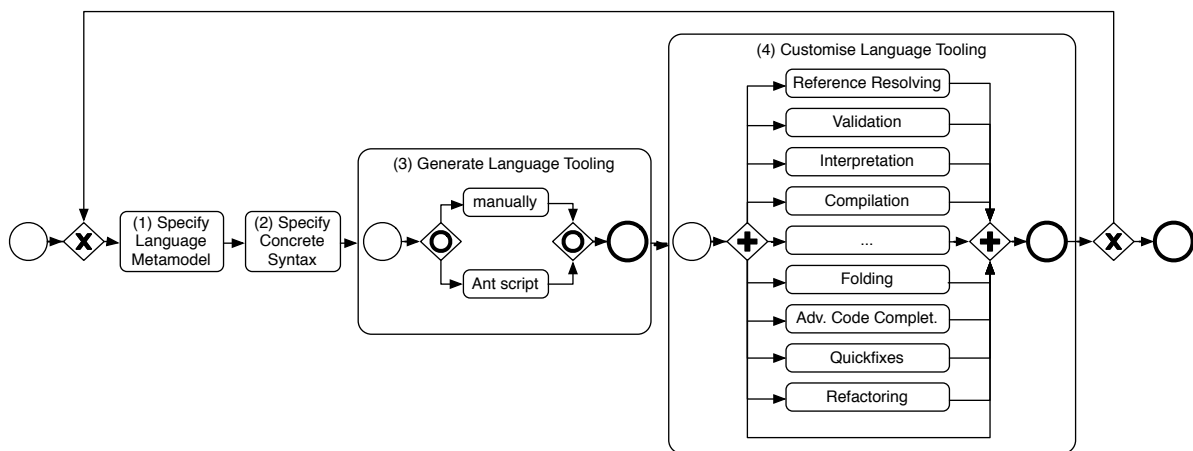 (4) Customise Language Tooling
Reference Resolving
Validation
(3) Generate Language Tooling
Interpretation
manually
Compilation
(1) Specify
Language
Metamodel
(2) Specify
Concrete
Syntax
...
Ant script
Folding
Adv. Code Complet.
Quickfixes
Refactoring